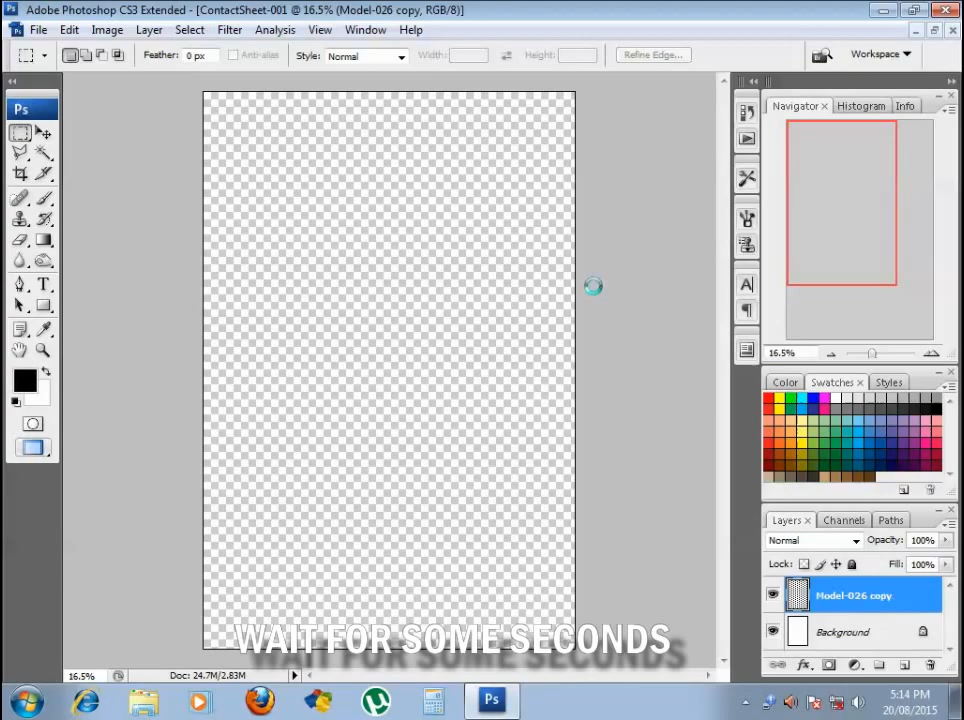 Adobe Photoshop CS3 Extended - [ContactSheet-001 @ 16.5% (Model-026 copy, RGB/8)]
File Edit Image Layer Select Filter Analysis View Window Help
Feather: 0 px Anti-alias Style: Normal Width: Height: Refine Edge... Workspace
Ps
Navigator Histogram Info
16.5%
Color Swatches Styles
Layers Channels Paths
Normal Opacity: 100%
Lock: Fill: 100%
Model-026 copy
Background
WAIT FOR SOME SECONDS
16.5% Doc: 24.7M/2.83M
Ps
5:14 PM
20/08/2015